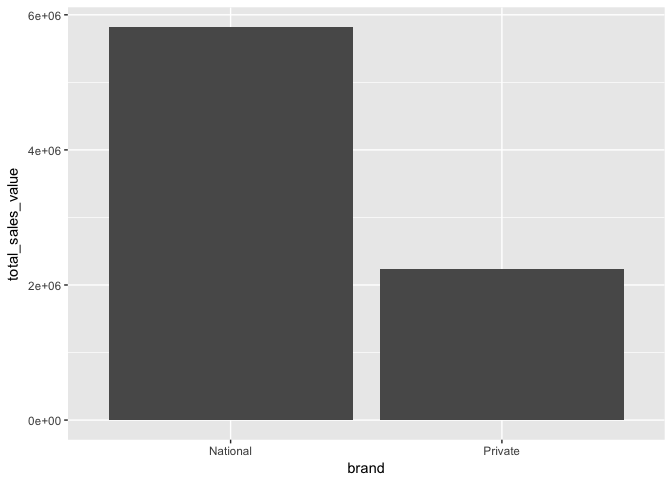 6e+06
4e+06
2e+06
0e+00
total_sales_value
National
Private
brand